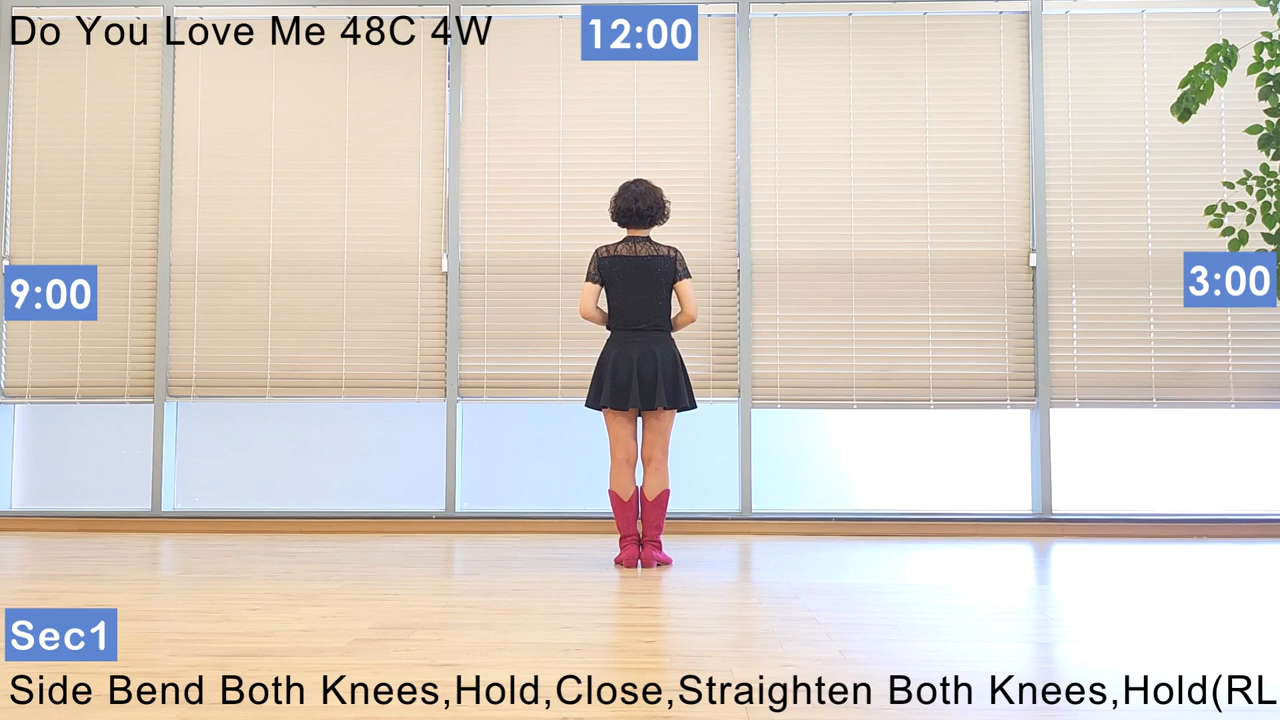 Do You Love Me 48C 4W
12:00
9:00
3:00
Sec1
Side Bend Both Knees,Hold,Close,Straighten Both Knees,Hold(RL